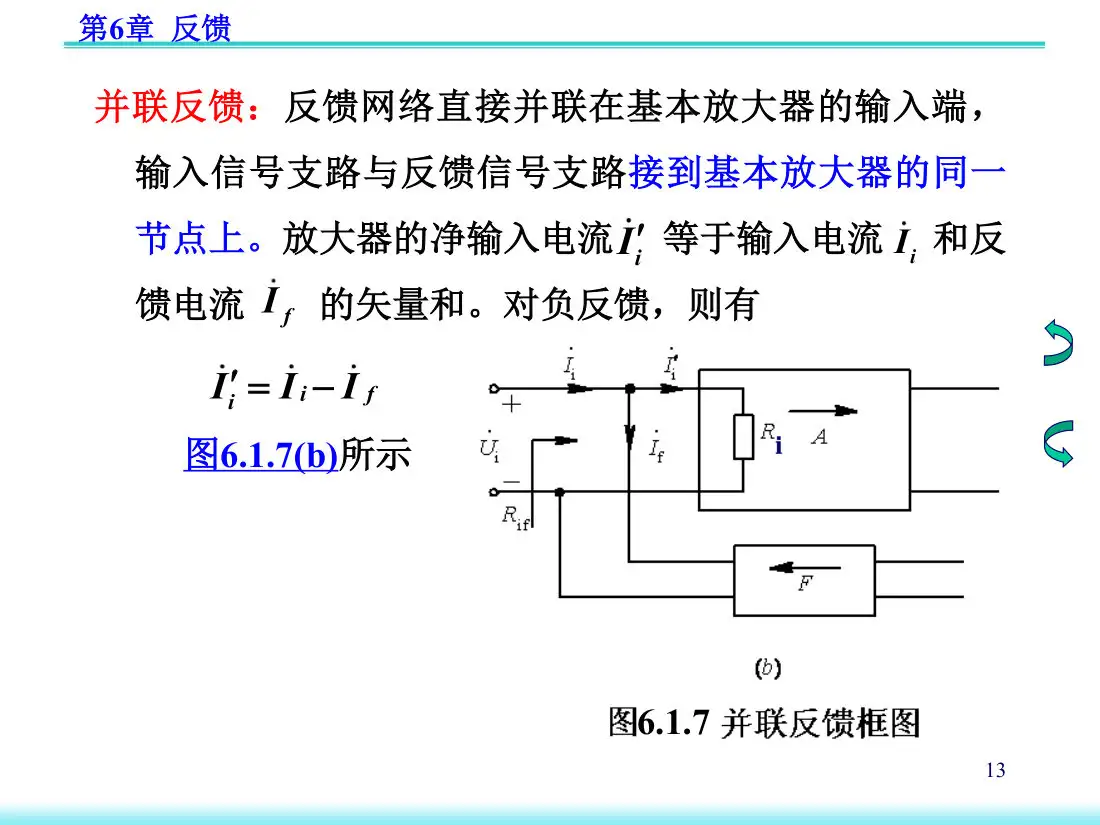 第6章 反馈
并联反馈：反馈网络直接并联在基本放大器的输入端，
输入信号支路与反馈信号支路接到基本放大器的同一
节点上。放大器的净输入电流 İ′i 等于输入电流 İi 和反
馈电流 İf 的矢量和。对负反馈，则有
İ′i = İi − İf
图6.1.7(b)所示
İi İ′i
+
U̇i
−
Rif
İf
Ri
A
F
(b)
图6.1.7 并联反馈框图
13